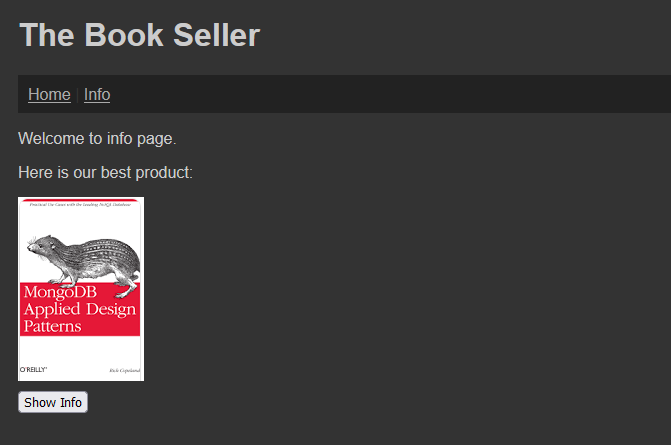 The Book Seller
Home | Info
Welcome to info page.
Here is our best product:
Practical Use Cases with the Leading NoSQL Database
MongoDB
Applied Design
Patterns
O'REILLY® Rick Copeland
Show Info